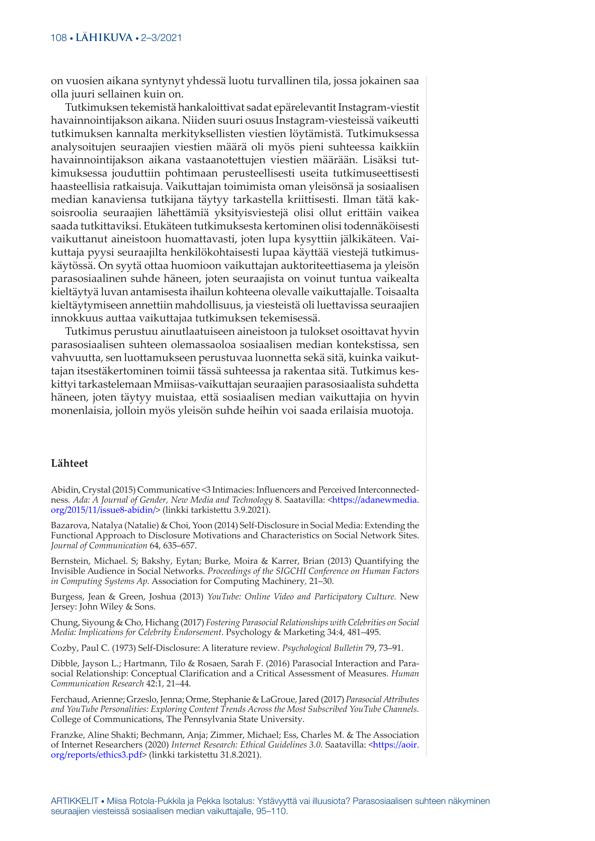 108 • LÄHIKUVA • 2–3/2021
on vuosien aikana syntynyt yhdessä luotu turvallinen tila, jossa jokainen saa
olla juuri sellainen kuin on.
Tutkimuksen tekemistä hankaloittivat sadat epärelevantit Instagram-viestit
havainnointijakson aikana. Niiden suuri osuus Instagram-viesteissä vaikeutti
tutkimuksen kannalta merkityksellisten viestien löytämistä. Tutkimuksessa
analysoitujen seuraajien viestien määrä oli myös pieni suhteessa kaikkiin
havainnointijakson aikana vastaanotettujen viestien määrään. Lisäksi tut-
kimuksessa jouduttiin pohtimaan perusteellisesti useita tutkimuseettisesti
haasteellisia ratkaisuja. Vaikuttajan toimimista oman yleisönsä ja sosiaalisen
median kanaviensa tutkijana täytyy tarkastella kriittisesti. Ilman tätä kak-
soisroolia seuraajien lähettämiä yksityisviestejä olisi ollut erittäin vaikea
saada tutkittaviksi. Etukäteen tutkimuksesta kertominen olisi todennäköisesti
vaikuttanut aineistoon huomattavasti, joten lupa kysyttiin jälkikäteen. Vai-
kuttaja pyysi seuraajilta henkilökohtaisesti lupaa käyttää viestejä tutkimus-
käytössä. On syytä ottaa huomioon vaikuttajan auktoriteettiasema ja yleisön
parasosiaalinen suhde häneen, joten seuraajista on voinut tuntua vaikealta
kieltäytyä luvan antamisesta ihailun kohteena olevalle vaikuttajalle. Toisaalta
kieltäytymiseen annettiin mahdollisuus, ja viesteistä oli luettavissa seuraajien
innokkuus auttaa vaikuttajaa tutkimuksen tekemisessä.
Tutkimus perustuu ainutlaatuiseen aineistoon ja tulokset osoittavat hyvin
parasosiaalisen suhteen olemassaoloa sosiaalisen median kontekstissa, sen
vahvuutta, sen luottamukseen perustuvaa luonnetta sekä sitä, kuinka vaikut-
tajan itsestäkertominen toimii tässä suhteessa ja rakentaa sitä. Tutkimus kes-
kittyi tarkastelemaan Mmiisas-vaikuttajan seuraajien parasosiaalista suhdetta
häneen, joten täytyy muistaa, että sosiaalisen median vaikuttajia on hyvin
monenlaisia, jolloin myös yleisön suhde heihin voi saada erilaisia muotoja.
Lähteet
Abidin, Crystal (2015) Communicative <3 Intimacies: Influencers and Perceived Interconnected-
ness. Ada: A Journal of Gender, New Media and Technology 8. Saatavilla: <https://adanewmedia.
org/2015/11/issue8-abidin/> (linkki tarkistettu 3.9.2021).
Bazarova, Natalya (Natalie) & Choi, Yoon (2014) Self-Disclosure in Social Media: Extending the
Functional Approach to Disclosure Motivations and Characteristics on Social Network Sites.
Journal of Communication 64, 635–657.
Bernstein, Michael. S; Bakshy, Eytan; Burke, Moira & Karrer, Brian (2013) Quantifying the
Invisible Audience in Social Networks. Proceedings of the SIGCHI Conference on Human Factors
in Computing Systems Ap. Association for Computing Machinery, 21–30.
Burgess, Jean & Green, Joshua (2013) YouTube: Online Video and Participatory Culture. New
Jersey: John Wiley & Sons.
Chung, Siyoung & Cho, Hichang (2017) Fostering Parasocial Relationships with Celebrities on Social
Media: Implications for Celebrity Endorsement. Psychology & Marketing 34:4, 481–495.
Cozby, Paul C. (1973) Self-Disclosure: A literature review. Psychological Bulletin 79, 73–91.
Dibble, Jayson L.; Hartmann, Tilo & Rosaen, Sarah F. (2016) Parasocial Interaction and Para-
social Relationship: Conceptual Clarification and a Critical Assessment of Measures. Human
Communication Research 42:1, 21–44.
Ferchaud, Arienne; Grzeslo, Jenna; Orme, Stephanie & LaGroue, Jared (2017) Parasocial Attributes
and YouTube Personalities: Exploring Content Trends Across the Most Subscribed YouTube Channels.
College of Communications, The Pennsylvania State University.
Franzke, Aline Shakti; Bechmann, Anja; Zimmer, Michael; Ess, Charles M. & The Association
of Internet Researchers (2020) Internet Research: Ethical Guidelines 3.0. Saatavilla: <https://aoir.
org/reports/ethics3.pdf> (linkki tarkistettu 31.8.2021).
ARTIKKELIT • Miisa Rotola-Pukkila ja Pekka Isotalus: Ystävyyttä vai illuusiota? Parasosiaalisen suhteen näkyminen
seuraajien viesteissä sosiaalisen median vaikuttajalle, 95–110.